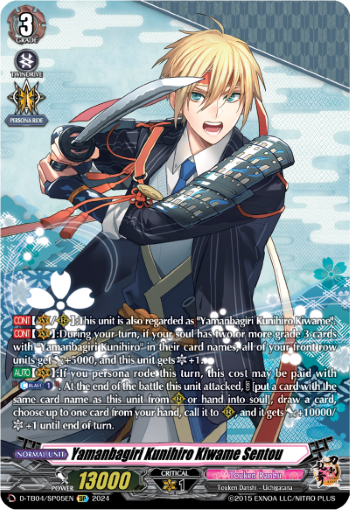 3
GRADE
TWINDRIVE
PERSONA RIDE
CONT / :This unit is also regarded as "Yamanbagiri Kunihiro Kiwame".
CONT :During your turn, if your soul has two or more grade 3 cards
with "Yamanbagiri Kunihiro" in their card names, all of your front row
units get +5000, and this unit gets +1.
AUTO :If you persona rode this turn, this cost may be paid with
BLAST 1. At the end of the battle this unit attacked, [put a card with the
same card name as this unit from or hand into soul], draw a card,
choose up to one card from your hand, call it to , and it gets +10000/
+1 until end of turn.
NORMAL UNIT Yamanbagiri Kunihiro Kiwame Sentou
POWER 13000 CRITICAL 1
Touken Ranbu
Touken Danshi - Uchigatana
D-TB04/SP05EN SP 2024 ©2015 EXNOA LLC/NITRO PLUS